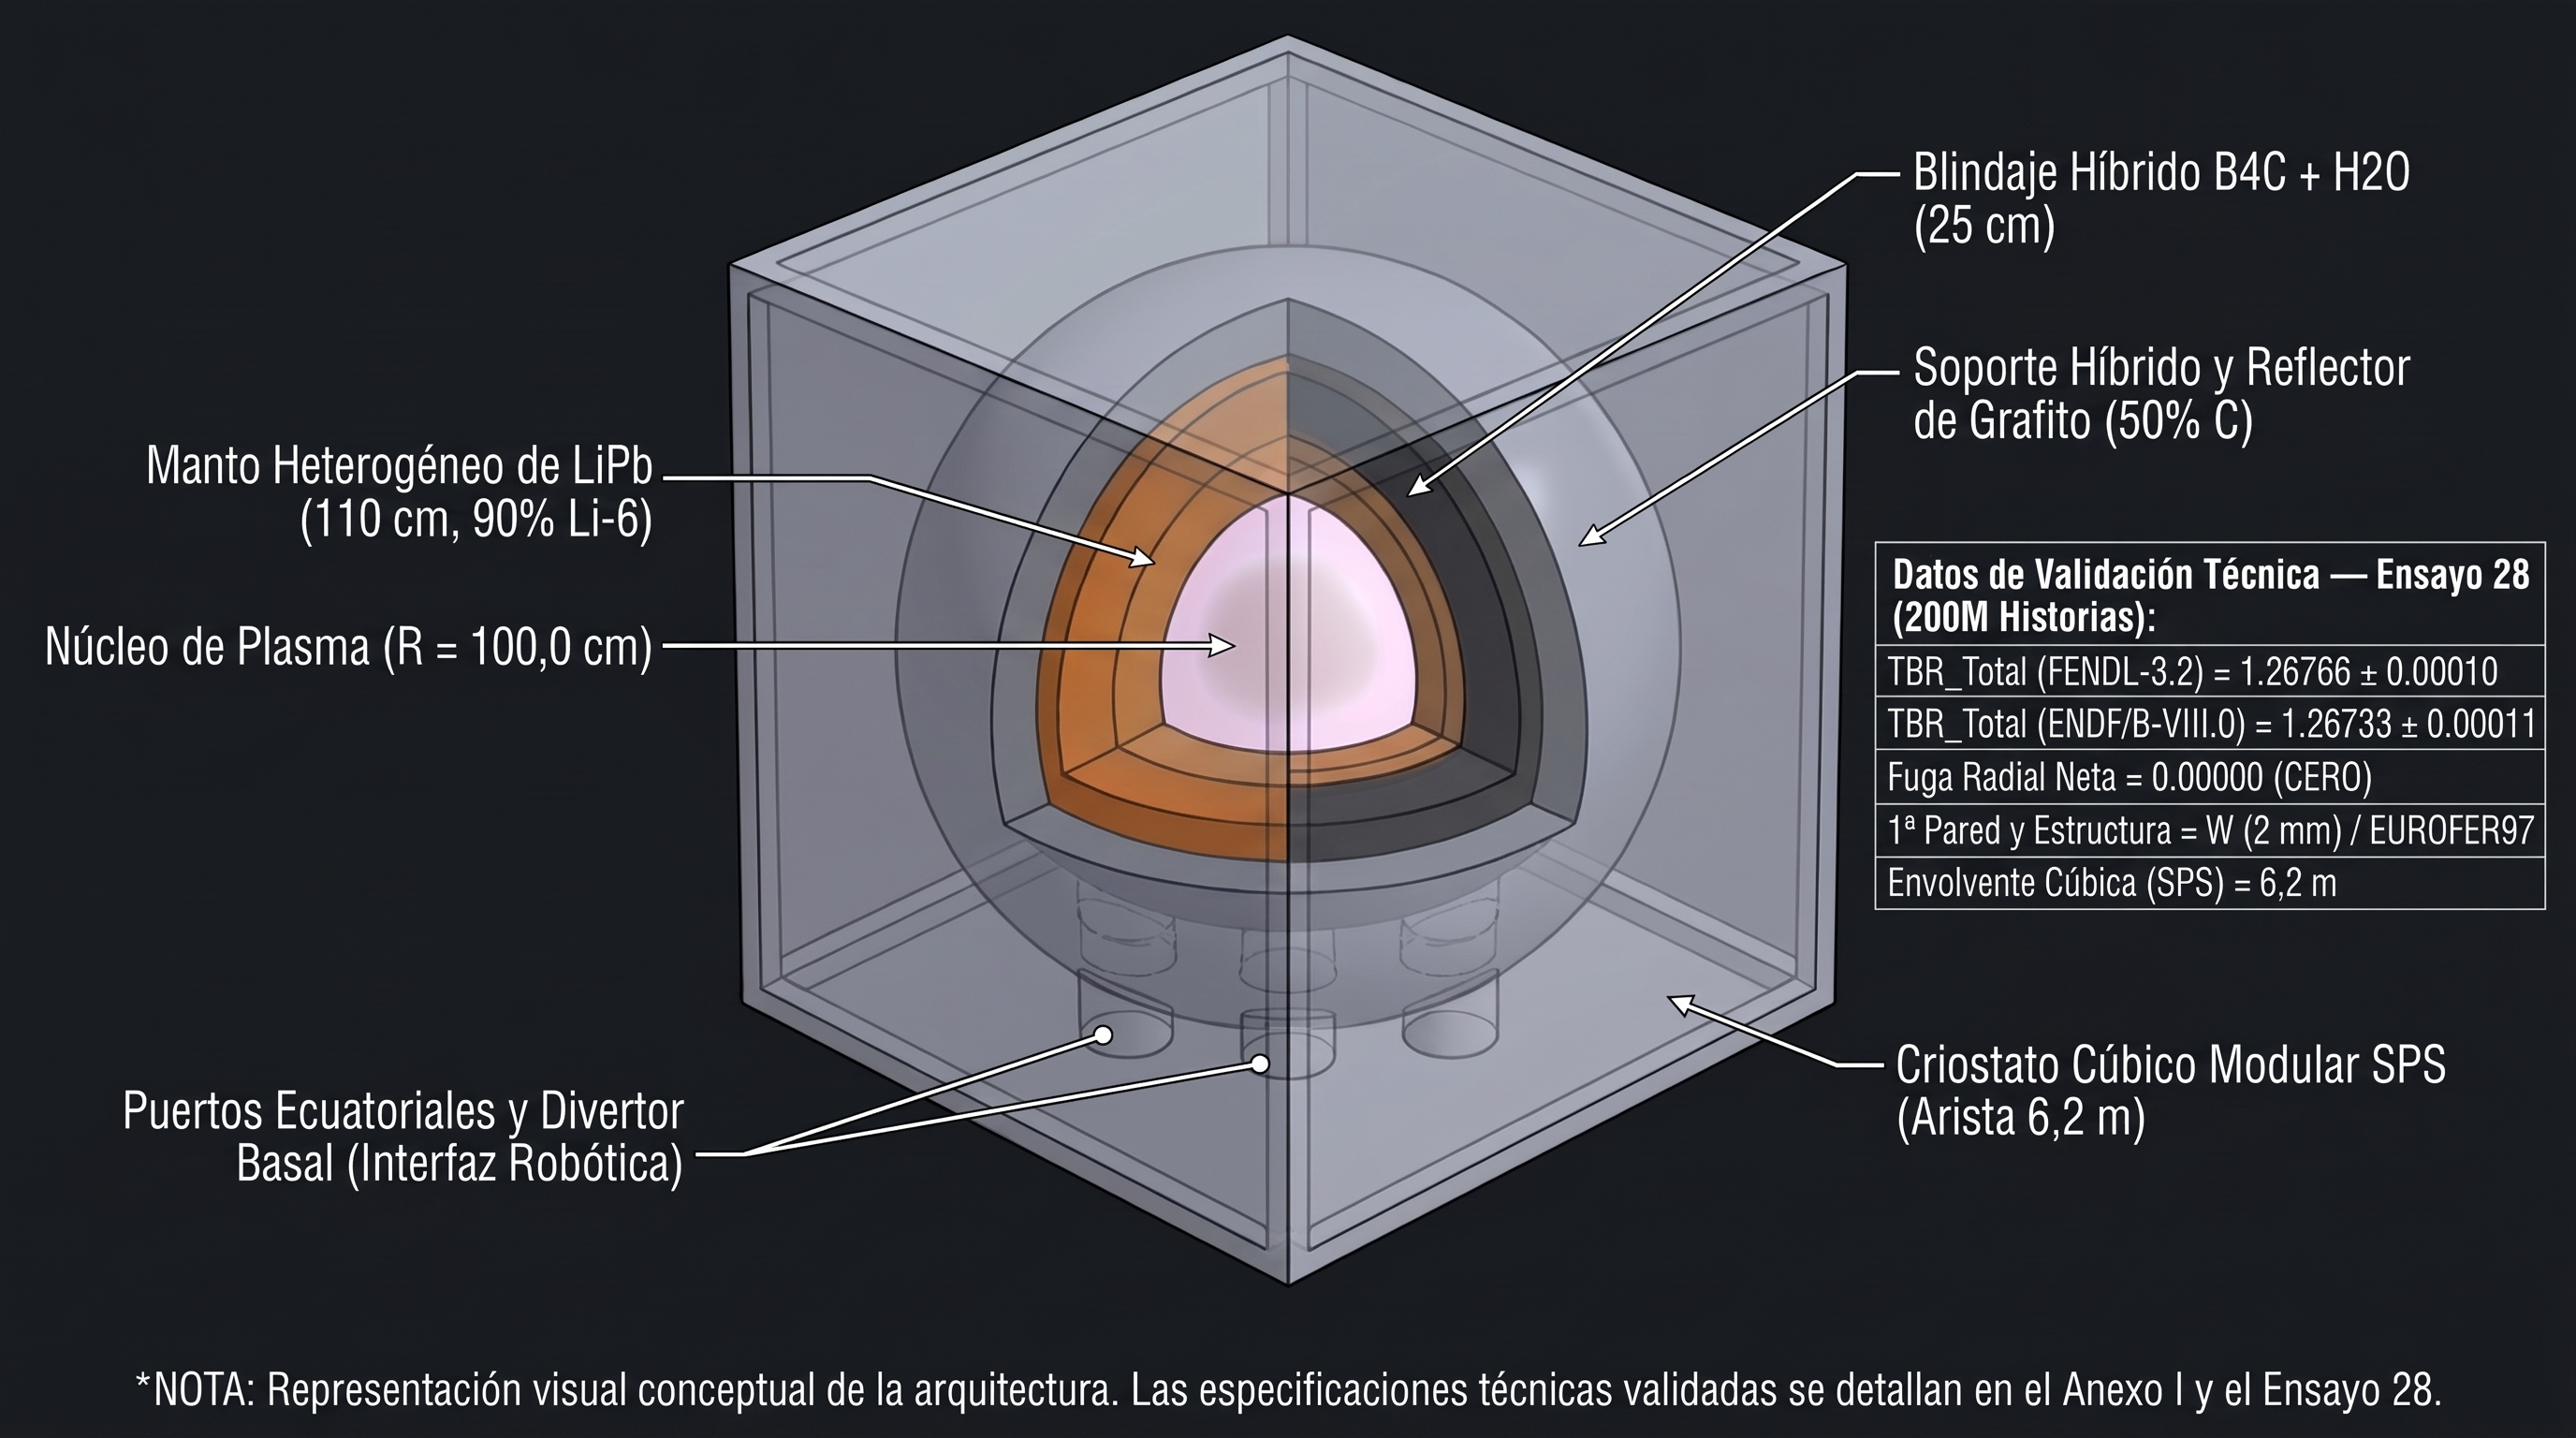 Blindaje Híbrido B4C + H2O
(25 cm)
Soporte Híbrido y Reflector
de Grafito (50% C)
Manto Heterogéneo de LiPb
(110 cm, 90% Li-6)
Núcleo de Plasma (R = 100,0 cm)
Datos de Validación Técnica — Ensayo 28
(200M Historias):
TBR_Total (FENDL-3.2) = 1.26766 ± 0.00010
TBR_Total (ENDF/B-VIII.0) = 1.26733 ± 0.00011
Fuga Radial Neta = 0.00000 (CERO)
1ª Pared y Estructura = W (2 mm) / EUROFER97
Envolvente Cúbica (SPS) = 6,2 m
Puertos Ecuatoriales y Divertor
Basal (Interfaz Robótica)
Criostato Cúbico Modular SPS
(Arista 6,2 m)
*NOTA: Representación visual conceptual de la arquitectura. Las especificaciones técnicas validadas se detallan en el Anexo I y el Ensayo 28.